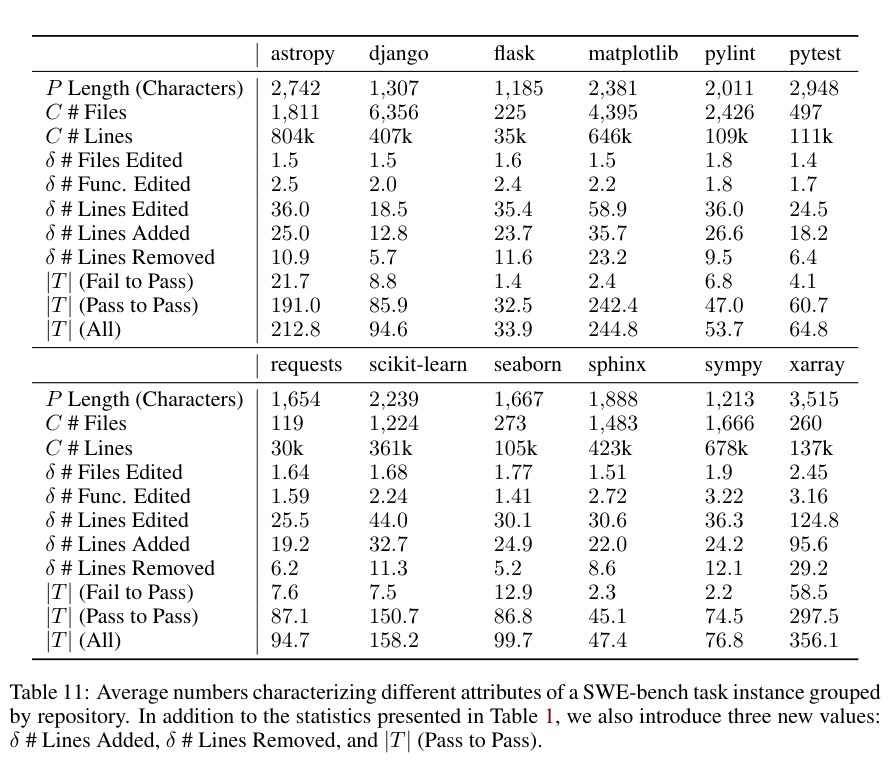 astropy django flask matplotlib pylint pytest
P Length (Characters) 2,742 1,307 1,185 2,381 2,011 2,948
C # Files 1,811 6,356 225 4,395 2,426 497
C # Lines 804k 407k 35k 646k 109k 111k
δ # Files Edited 1.5 1.5 1.6 1.5 1.8 1.4
δ # Func. Edited 2.5 2.0 2.4 2.2 1.8 1.7
δ # Lines Edited 36.0 18.5 35.4 58.9 36.0 24.5
δ # Lines Added 25.0 12.8 23.7 35.7 26.6 18.2
δ # Lines Removed 10.9 5.7 11.6 23.2 9.5 6.4
|T| (Fail to Pass) 21.7 8.8 1.4 2.4 6.8 4.1
|T| (Pass to Pass) 191.0 85.9 32.5 242.4 47.0 60.7
|T| (All) 212.8 94.6 33.9 244.8 53.7 64.8
requests scikit-learn seaborn sphinx sympy xarray
P Length (Characters) 1,654 2,239 1,667 1,888 1,213 3,515
C # Files 119 1,224 273 1,483 1,666 260
C # Lines 30k 361k 105k 423k 678k 137k
δ # Files Edited 1.64 1.68 1.77 1.51 1.9 2.45
δ # Func. Edited 1.59 2.24 1.41 2.72 3.22 3.16
δ # Lines Edited 25.5 44.0 30.1 30.6 36.3 124.8
δ # Lines Added 19.2 32.7 24.9 22.0 24.2 95.6
δ # Lines Removed 6.2 11.3 5.2 8.6 12.1 29.2
|T| (Fail to Pass) 7.6 7.5 12.9 2.3 2.2 58.5
|T| (Pass to Pass) 87.1 150.7 86.8 45.1 74.5 297.5
|T| (All) 94.7 158.2 99.7 47.4 76.8 356.1
Table 11: Average numbers characterizing different attributes of a SWE-bench task instance grouped
by repository. In addition to the statistics presented in Table 1, we also introduce three new values:
δ # Lines Added, δ # Lines Removed, and |T| (Pass to Pass).